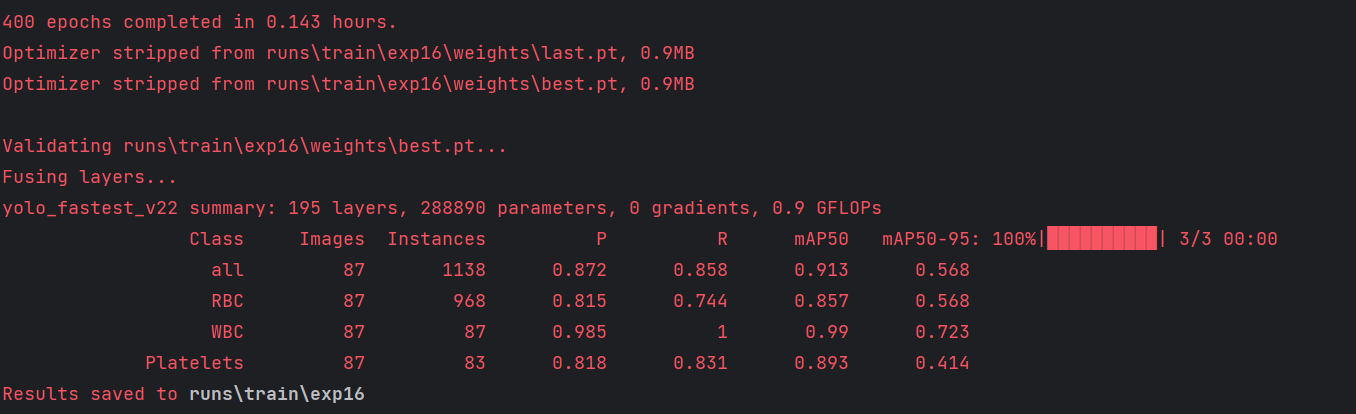 400 epochs completed in 0.143 hours.
Optimizer stripped from runs\train\exp16\weights\last.pt, 0.9MB
Optimizer stripped from runs\train\exp16\weights\best.pt, 0.9MB
Validating runs\train\exp16\weights\best.pt...
Fusing layers...
yolo_fastest_v22 summary: 195 layers, 288890 parameters, 0 gradients, 0.9 GFLOPs
Class Images Instances P R mAP50 mAP50-95: 100%|██████████| 3/3 00:00
all 87 1138 0.872 0.858 0.913 0.568
RBC 87 968 0.815 0.744 0.857 0.568
WBC 87 87 0.985 1 0.99 0.723
Platelets 87 83 0.818 0.831 0.893 0.414
Results saved to runs\train\exp16